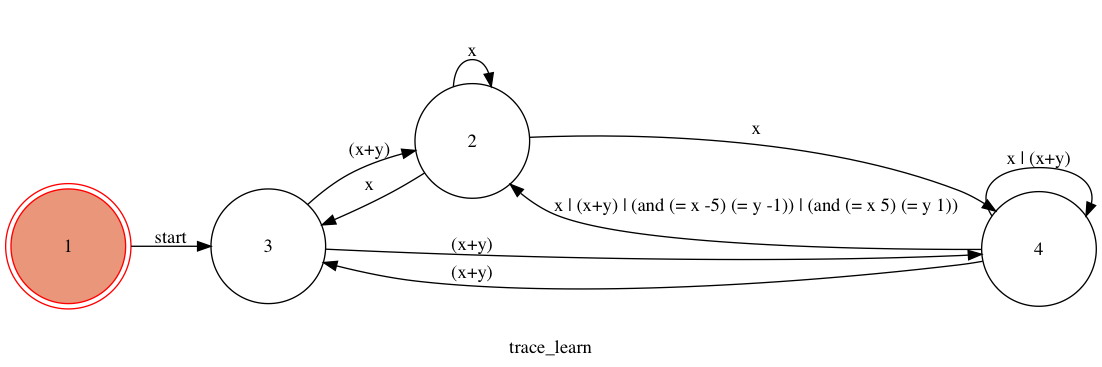 x
x
(x+y)
x | (x+y)
2
x
x | (x+y) | (and (= x -5) (= y -1)) | (and (= x 5) (= y 1))
1
start
3
(x+y)
4
(x+y)
trace_learn